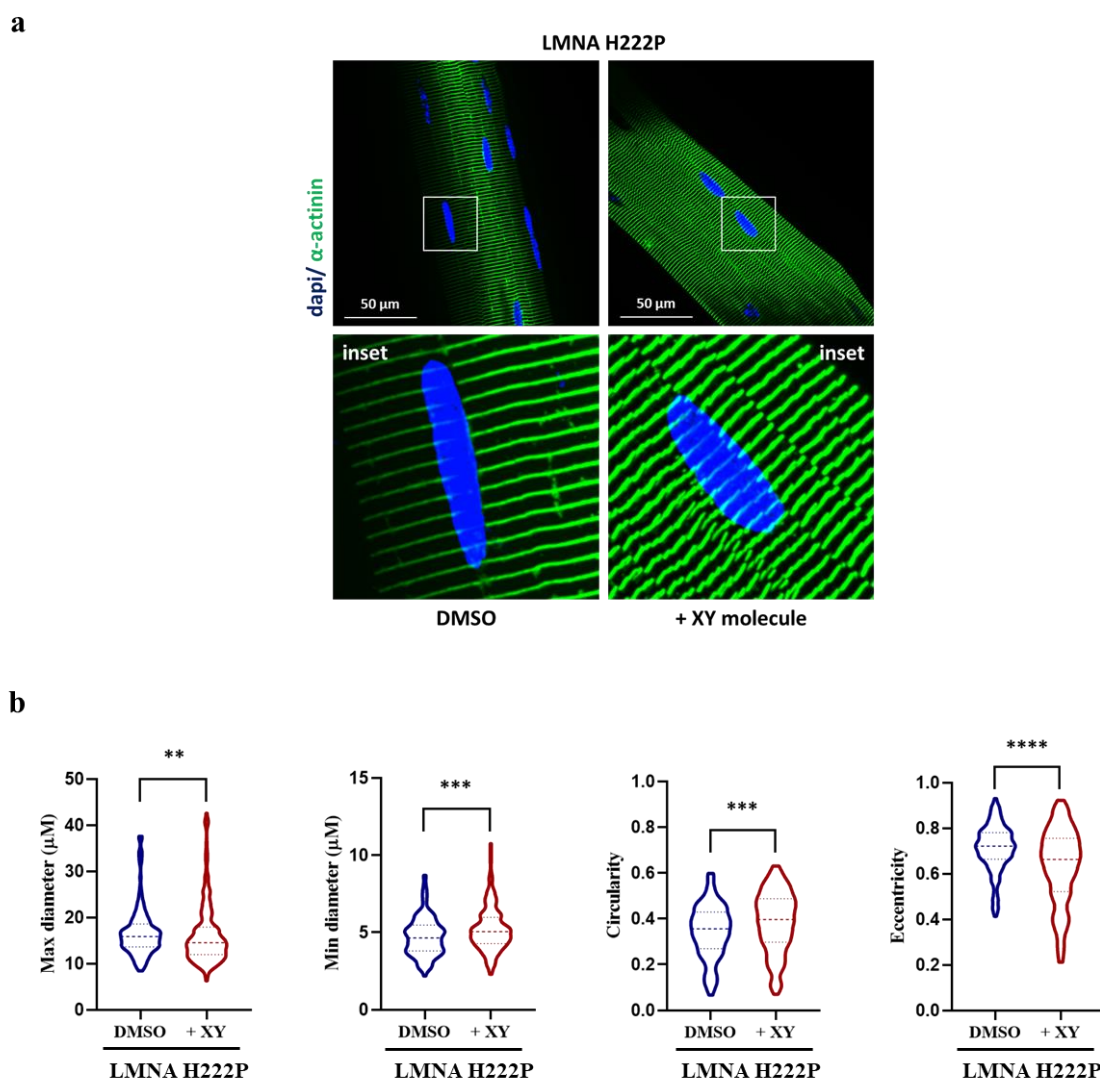 a
LMNA H222P
dapi/ α-actinin
50 µm
50 µm
inset
inset
DMSO
+ XY molecule
b
**
***
***
****
Max diameter (µM)
50
40
30
20
10
0
DMSO + XY
LMNA H222P
Min diameter (µM)
15
10
5
0
DMSO + XY
LMNA H222P
Circularity
1.0
0.8
0.6
0.4
0.2
0.0
DMSO + XY
LMNA H222P
Eccentricity
1.0
0.8
0.6
0.4
0.2
0.0
DMSO + XY
LMNA H222P